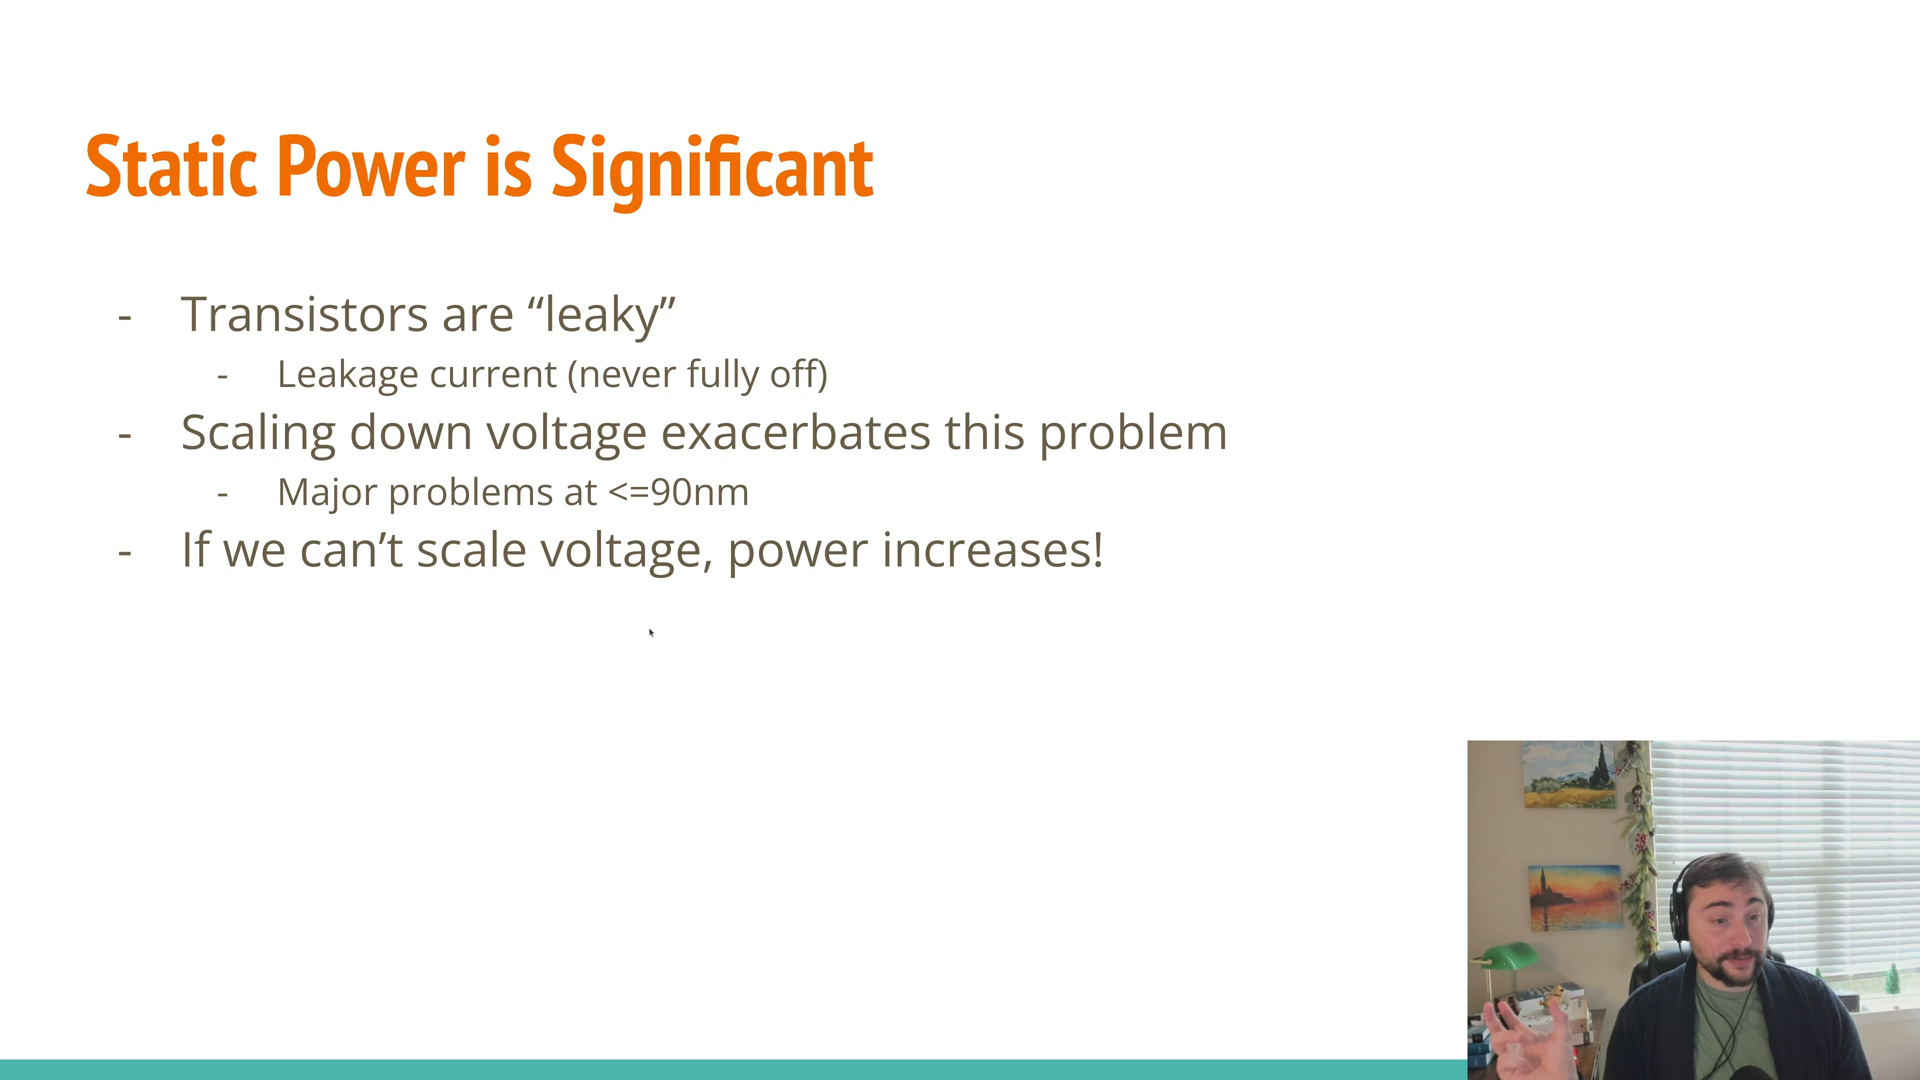 Static Power is Significant
- Transistors are “leaky”
- Leakage current (never fully off)
- Scaling down voltage exacerbates this problem
- Major problems at <=90nm
- If we can’t scale voltage, power increases!